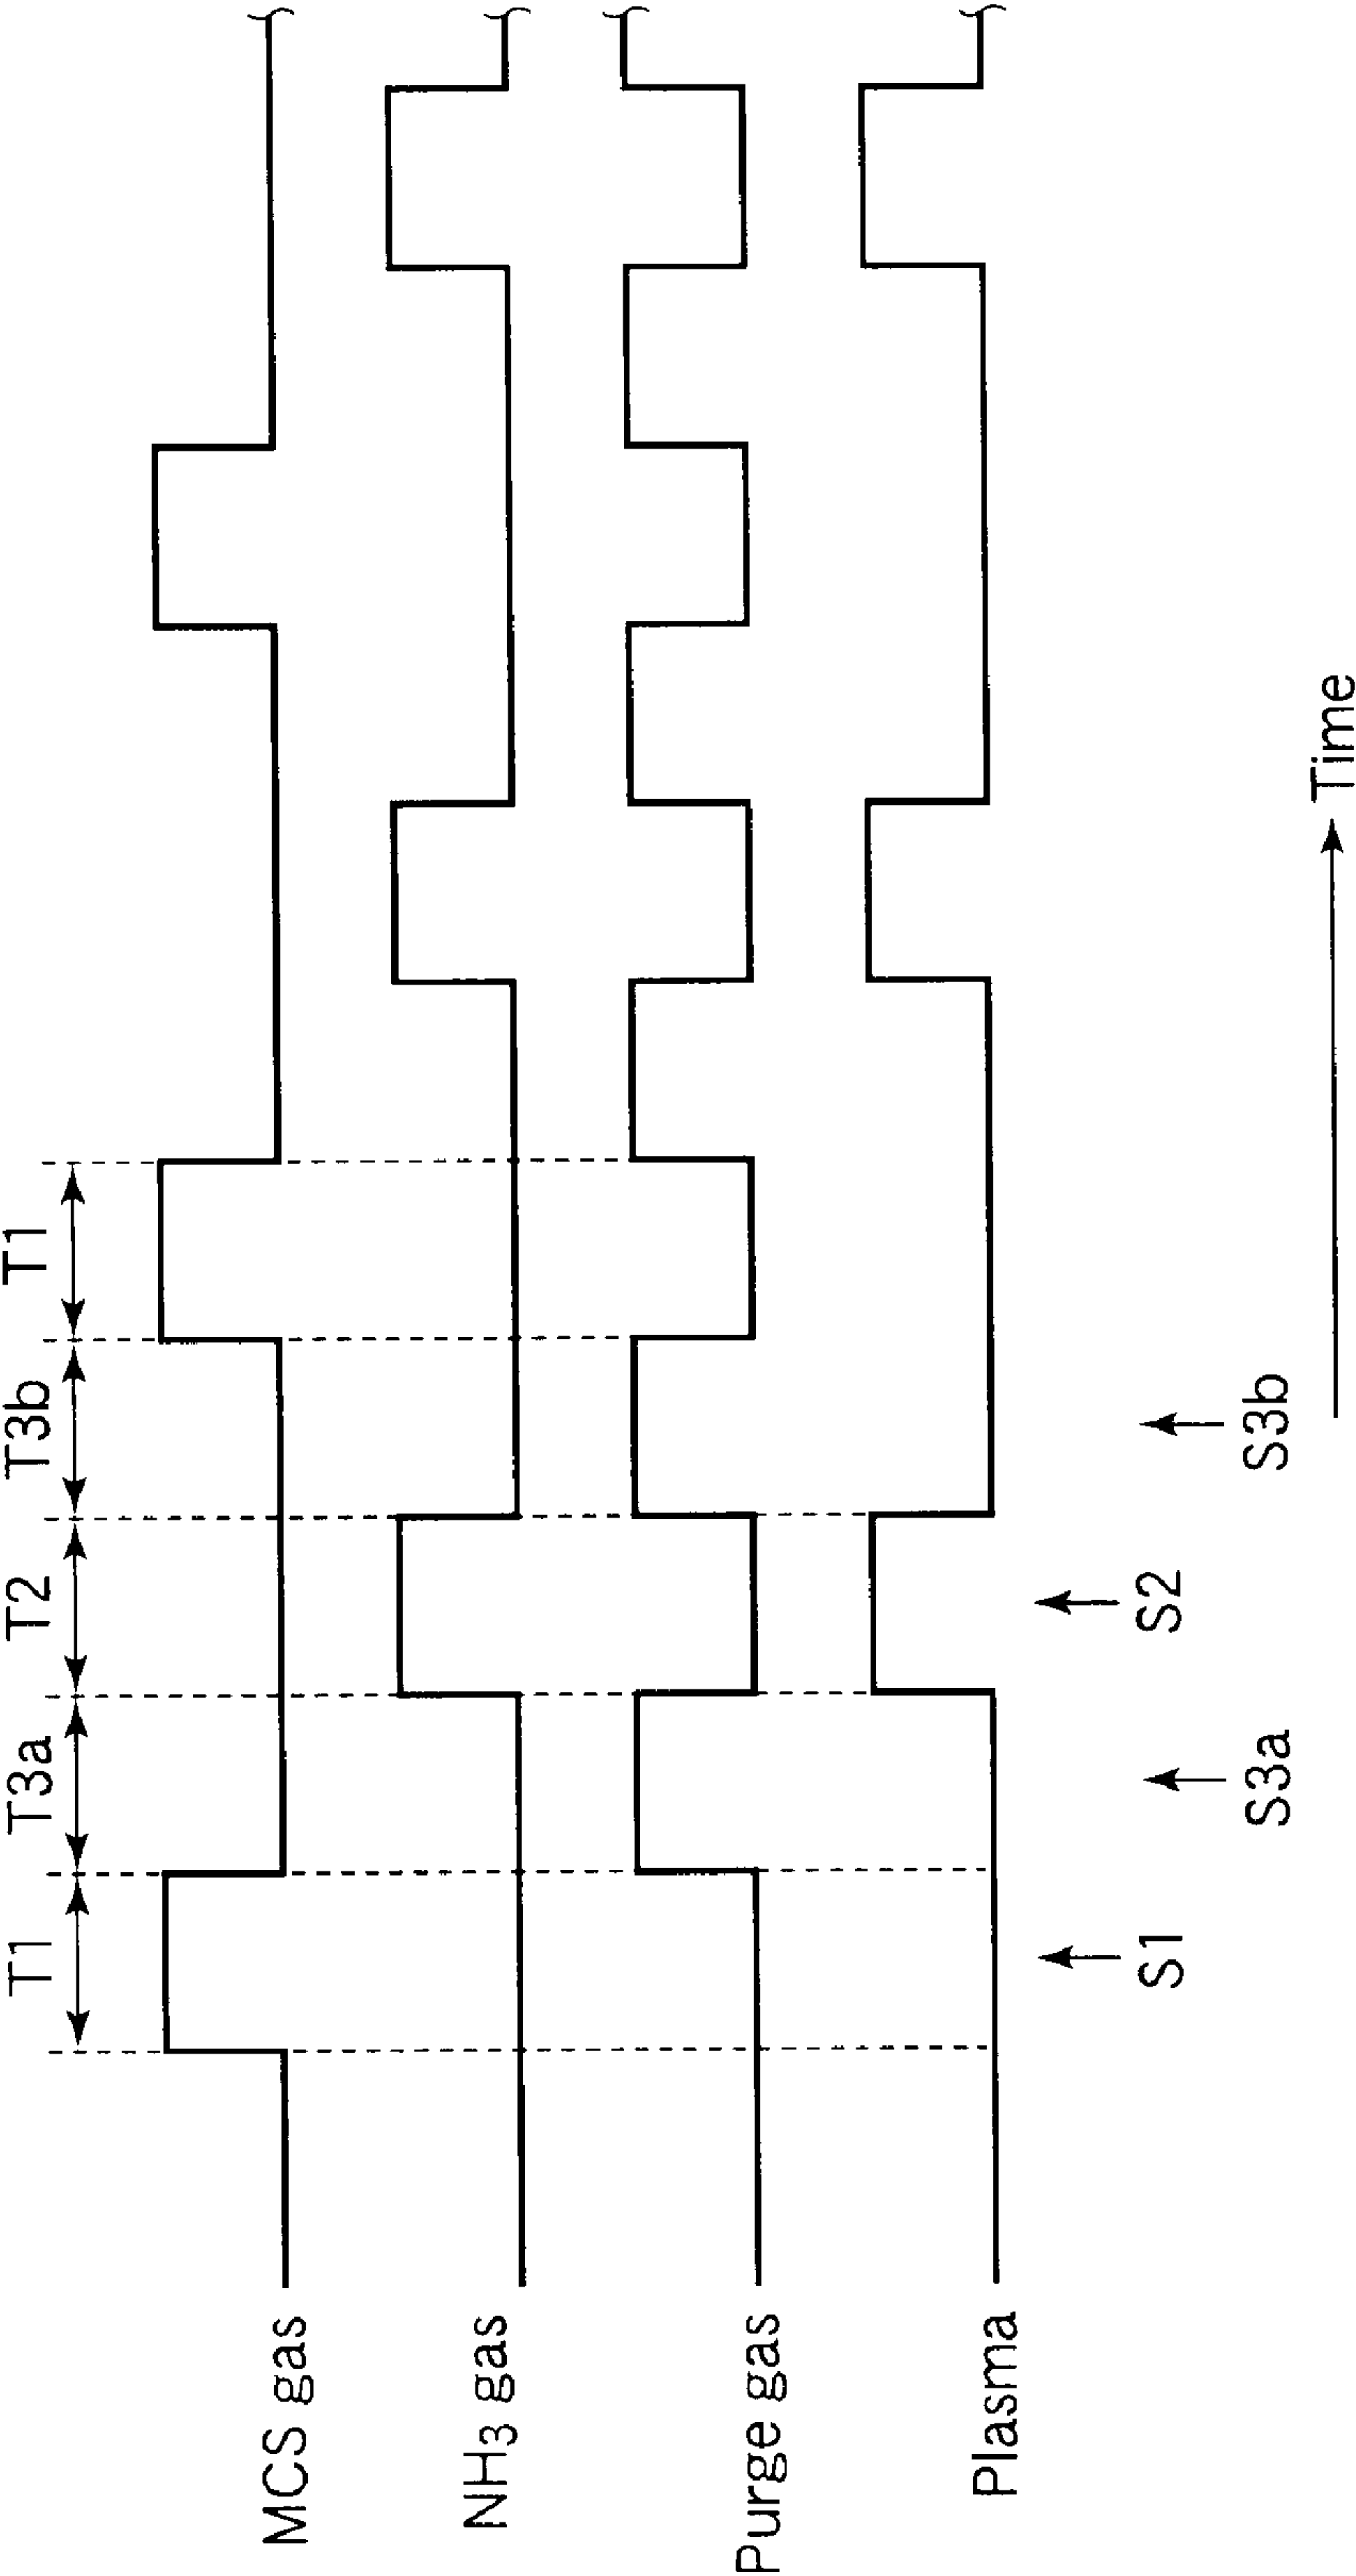 T1 T3a T2 T3b T1
MCS gas
NH3 gas
Purge gas
Plasma
S1 S3a S2 S3b
Time